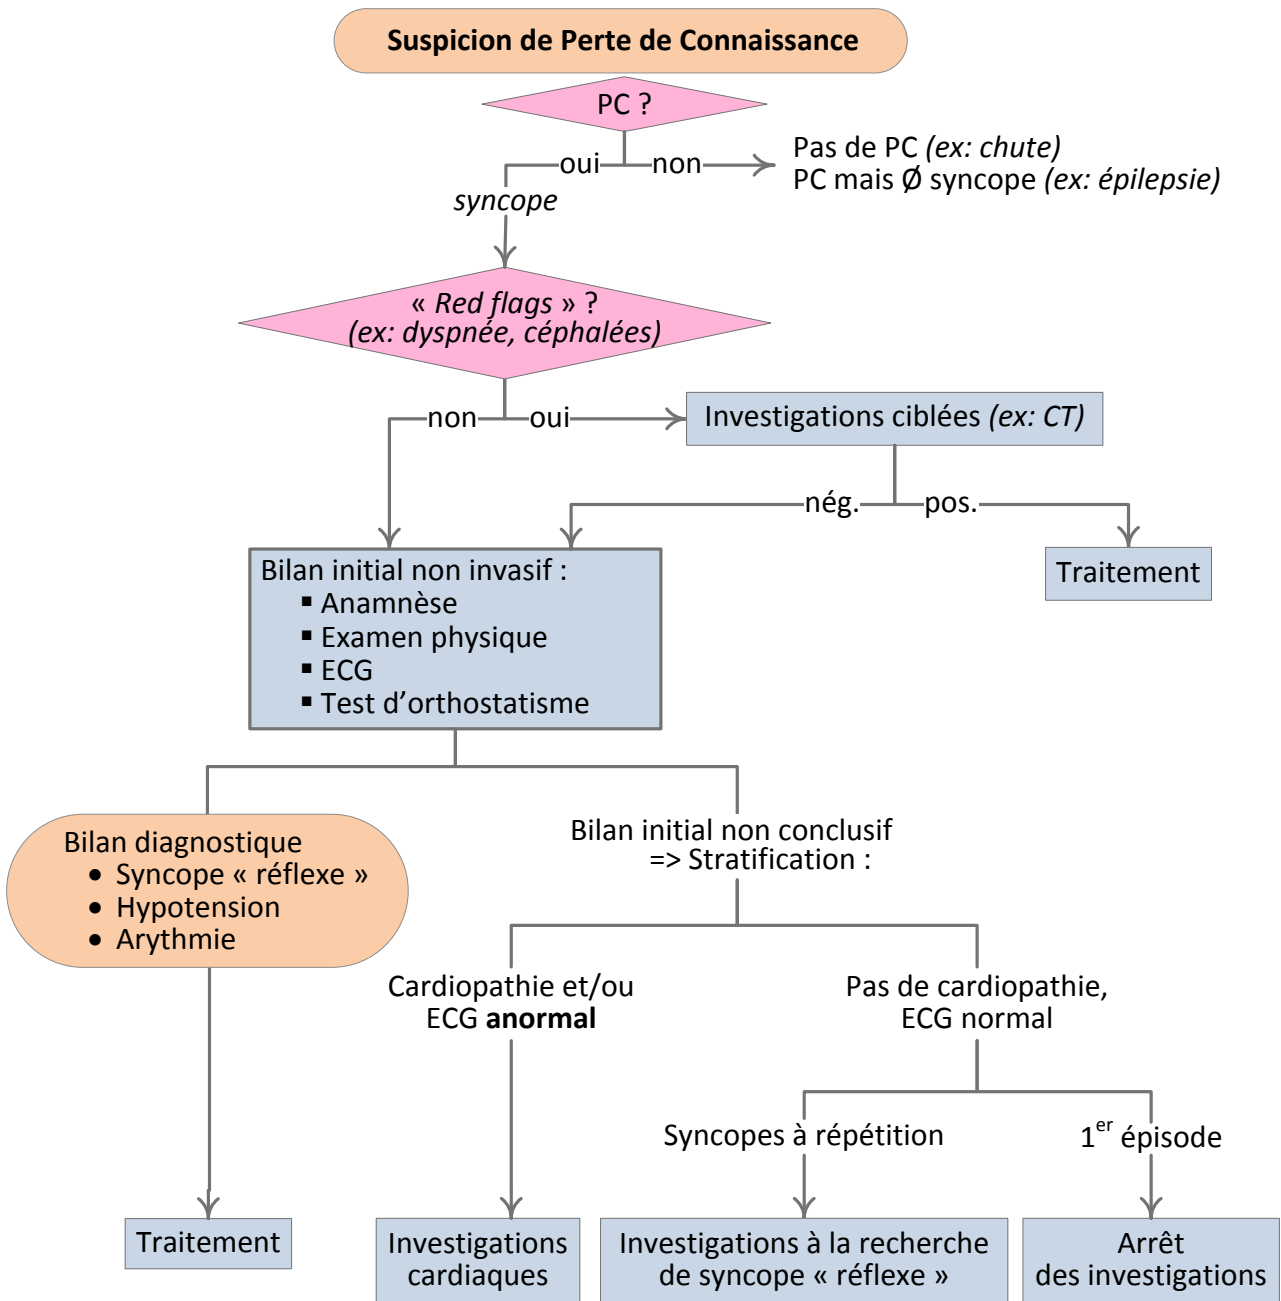 Suspicion de Perte de Connaissance
PC ?
oui
non
Pas de PC (ex: chute)
PC mais Ø syncope (ex: épilepsie)
syncope
« Red flags » ?
(ex: dyspnée, céphalées)
non
oui
Investigations ciblées (ex: CT)
nég.
pos.
Traitement
Bilan initial non invasif :
▪ Anamnèse
▪ Examen physique
▪ ECG
▪ Test d’orthostatisme
Bilan diagnostique
• Syncope « réflexe »
• Hypotension
• Arythmie
Bilan initial non conclusif
=> Stratification :
Cardiopathie et/ou
ECG anormal
Pas de cardiopathie,
ECG normal
Syncopes à répétition
1er épisode
Traitement
Investigations
cardiaques
Investigations à la recherche
de syncope « réflexe »
Arrêt
des investigations